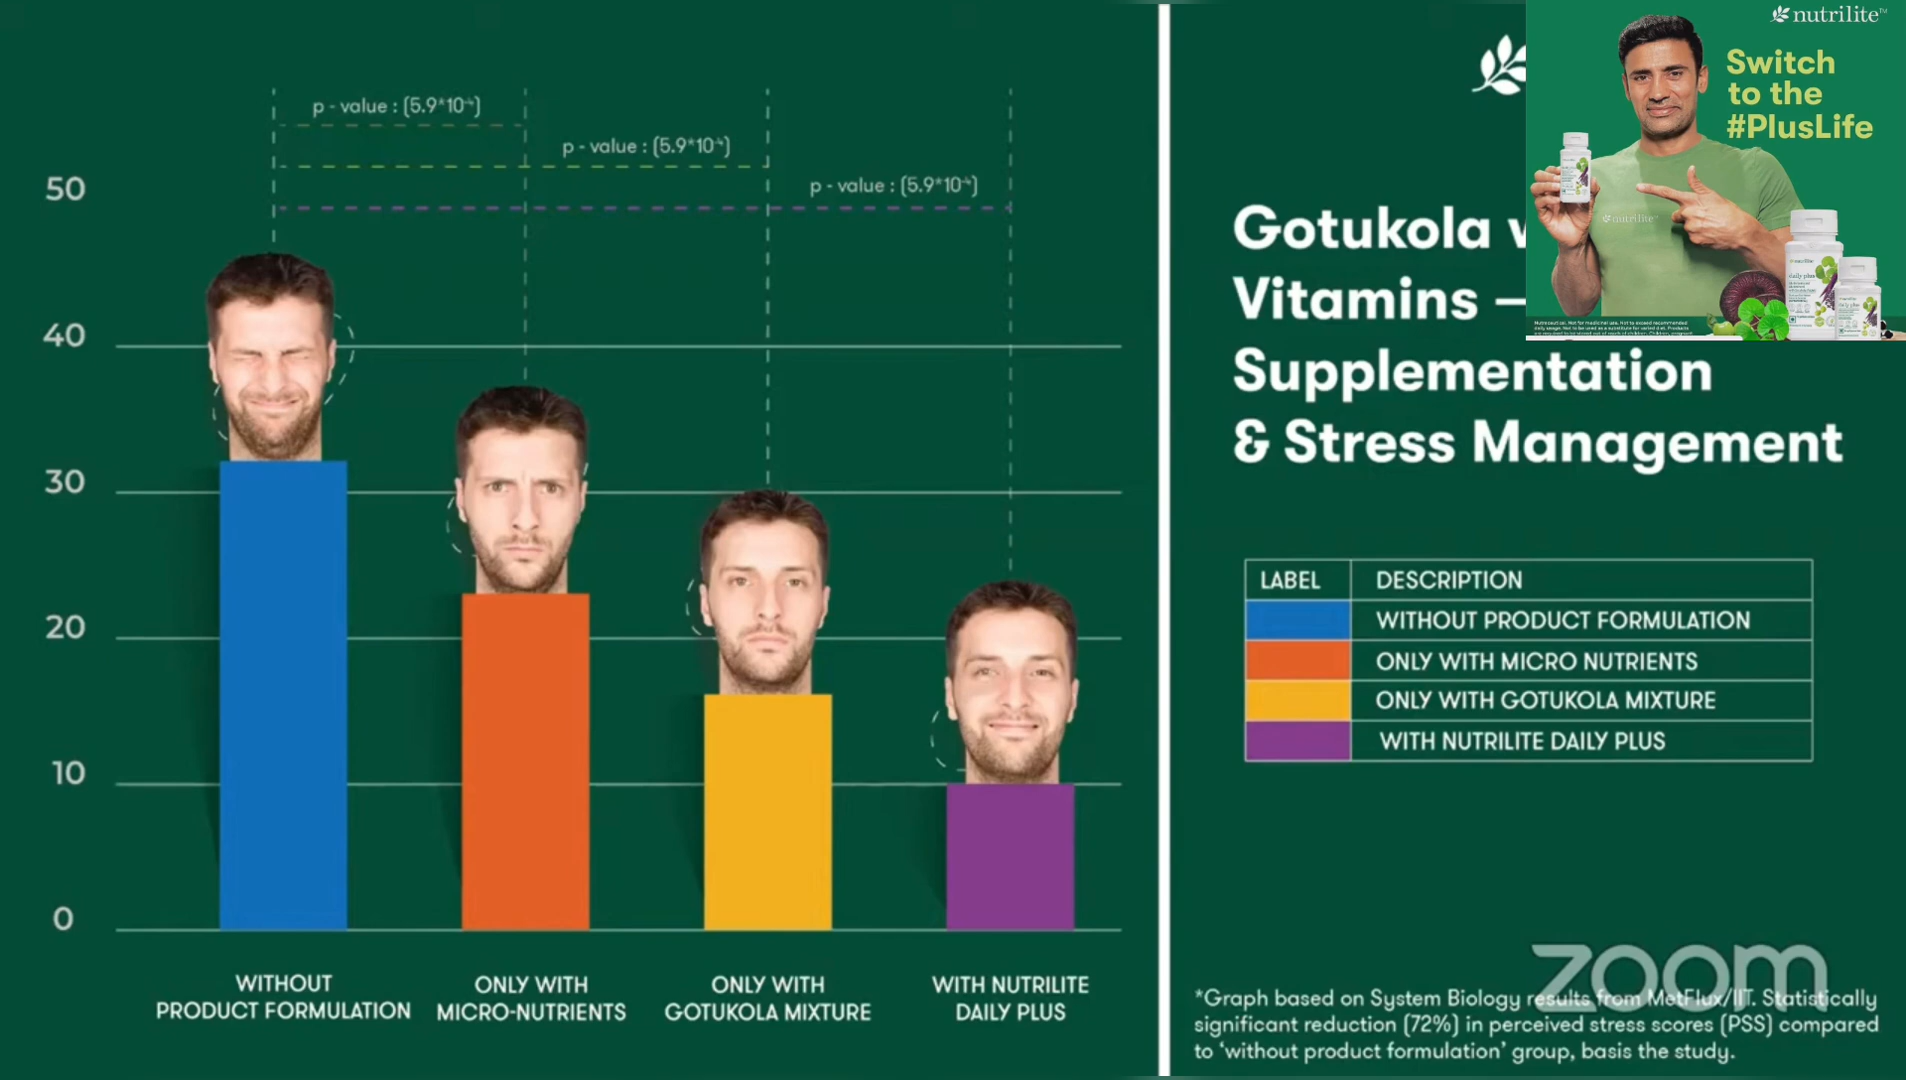 p - value : (5.9*10⁻⁴)
p - value : (5.9*10⁻⁴)
p - value : (5.9*10⁻⁴)
50
40
30
20
10
0
WITHOUT
PRODUCT FORMULATION
ONLY WITH
MICRO-NUTRIENTS
ONLY WITH
GOTUKOLA MIXTURE
WITH NUTRILITE
DAILY PLUS
nutrilite™
Switch
to the
#PlusLife
nutrilite
daily plus
Gotukola
Vitamins –
Supplementation
& Stress Management
LABEL DESCRIPTION
WITHOUT PRODUCT FORMULATION
ONLY WITH MICRO NUTRIENTS
ONLY WITH GOTUKOLA MIXTURE
WITH NUTRILITE DAILY PLUS
zoom
*Graph based on System Biology results from MetFlux/IIT. Statistically
significant reduction (72%) in perceived stress scores (PSS) compared
to ‘without product formulation’ group, basis the study.